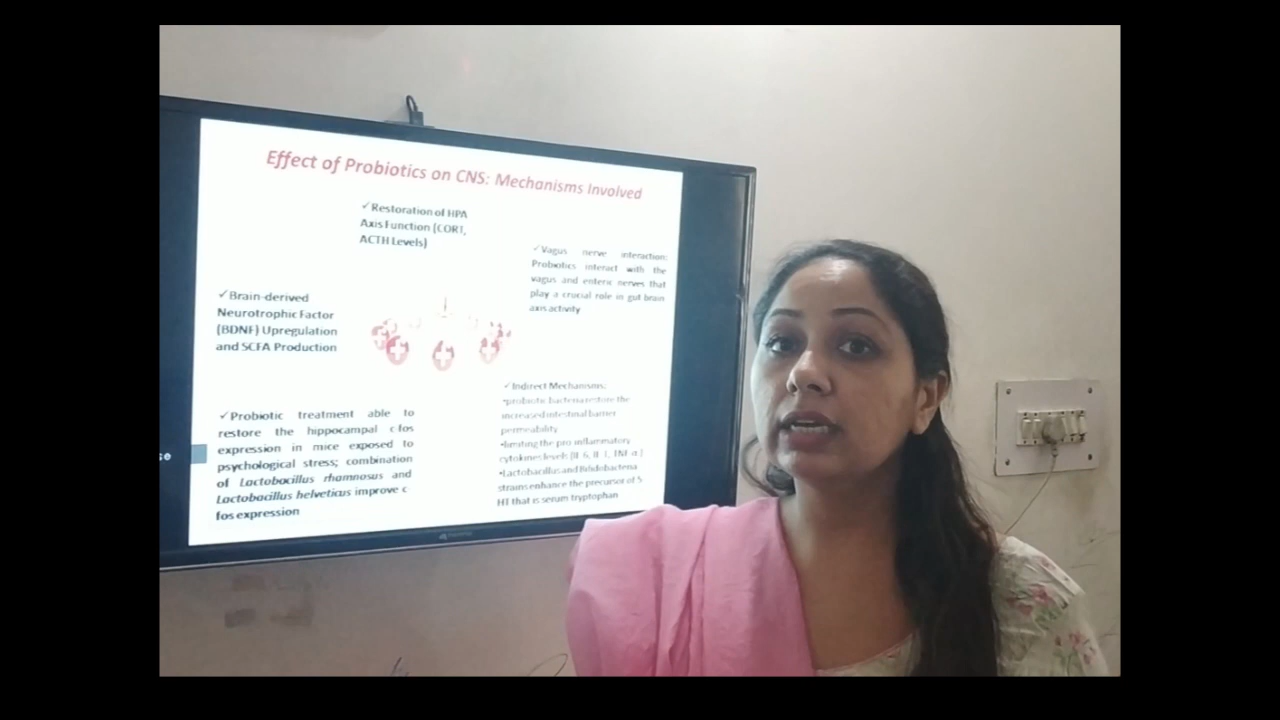 Effect of Probiotics on CNS: Mechanisms Involved
✓Restoration of HPA
Axis Function (CORT,
ACTH Levels)
✓Vagus nerve interaction:
Probiotics interact with the
vagus and enteric nerves that
play a crucial role in gut brain
axis activity
✓Brain-derived
Neurotrophic Factor
(BDNF) Upregulation
and SCFA Production
✓Indirect Mechanisms:
•probiotic bacteria restore the
increased intestinal barrier
permeability
•limiting the pro inflammatory
cytokines levels (IL 6, IL 1, TNF α)
•Lactobacillus and Bifidobacteria
strains enhance the precursor of 5
HT that is serum tryptophan
✓Probiotic treatment able to
restore the hippocampal c-fos
expression in mice exposed to
psychological stress; combination
of Lactobacillus rhamnosus and
Lactobacillus helveticus improve c
fos expression
se